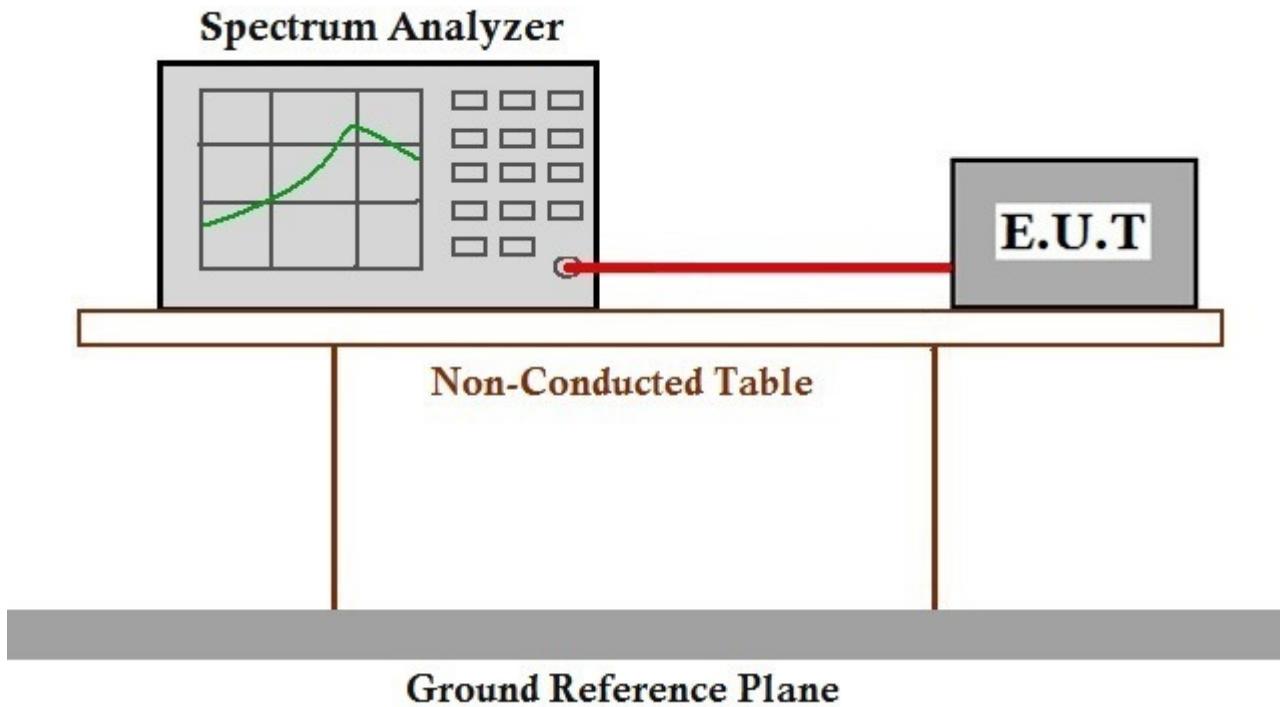 Spectrum Analyzer
E.U.T
Non-Conducted Table
Ground Reference Plane